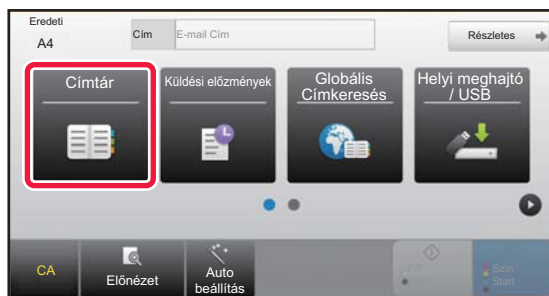 Eredeti
A4
Cím
E-mail Cím
Részletes
Címtár
Küldési előzmények
Globális
Címkeresés
Helyi meghajtó
/ USB
CA
Előnézet
Auto
beállítás
Szín
Start